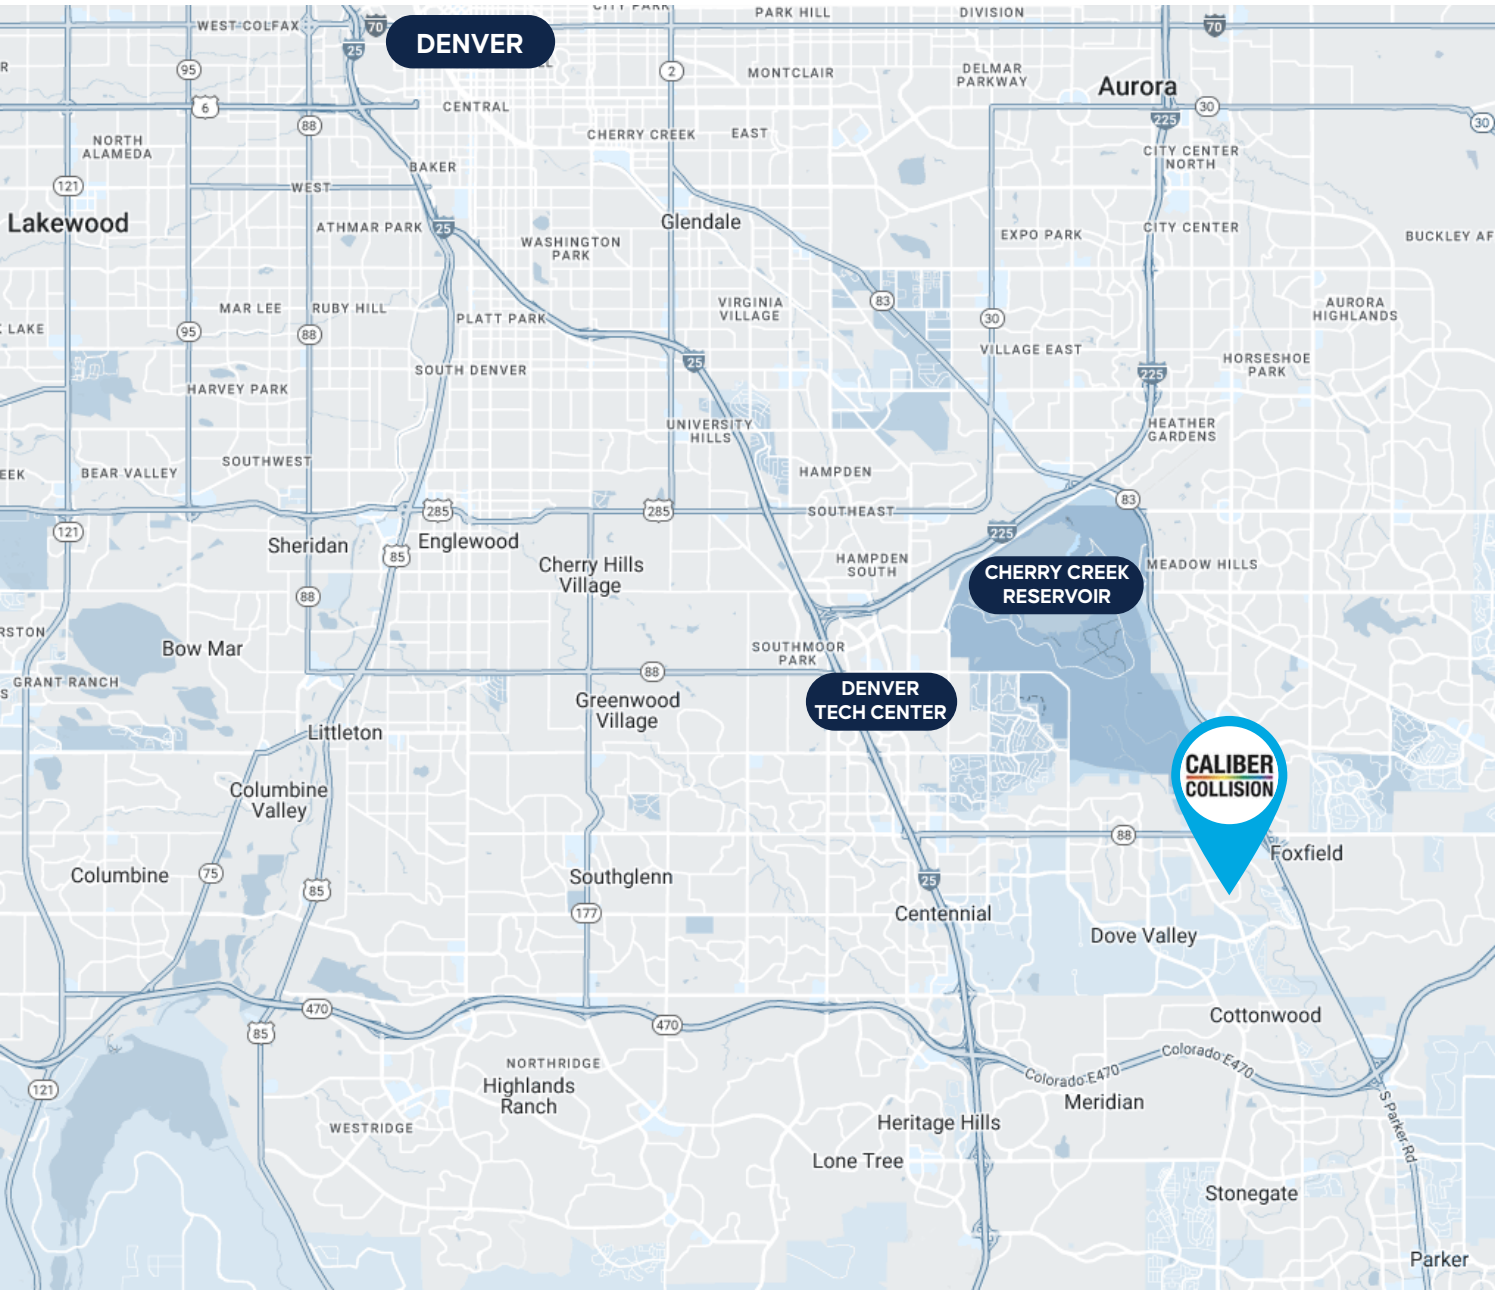 CITY PARK
PARK HILL
DIVISION
WEST COLFAX
70
70
25
DENVER
95
2
MONTCLAIR
DELMAR
PARKWAY
Aurora
6
CENTRAL
30
225
30
88
CHERRY CREEK
EAST
NORTH
ALAMEDA
CITY CENTER
NORTH
BAKER
121
WEST
Lakewood
ATHMAR PARK
25
Glendale
WASHINGTON
PARK
EXPO PARK
CITY CENTER
BUCKLEY AF
MAR LEE
RUBY HILL
PLATT PARK
VIRGINIA
VILLAGE
83
30
AURORA
HIGHLANDS
LAKE
95
88
VILLAGE EAST
25
SOUTH DENVER
HORSESHOE
PARK
225
HARVEY PARK
UNIVERSITY
HILLS
HEATHER
GARDENS
EEK
BEAR VALLEY
SOUTHWEST
HAMPDEN
83
285
285
SOUTHEAST
121
225
Sheridan
85
Englewood
Cherry Hills
Village
HAMPDEN
SOUTH
CHERRY CREEK
RESERVOIR
MEADOW HILLS
88
RSTON
Bow Mar
SOUTHMOOR
PARK
GRANT RANCH
S
88
DENVER
TECH CENTER
Greenwood
Village
Littleton
CALIBER
COLLISION
Columbine
Valley
88
Foxfield
Columbine
75
85
Southglenn
25
177
Centennial
Dove Valley
470
470
Cottonwood
85
NORTHRIDGE
Highlands
Ranch
Colorado E470
Colorado E470
121
Meridian
S Parker Rd
WESTRIDGE
Heritage Hills
Lone Tree
Stonegate
Parker